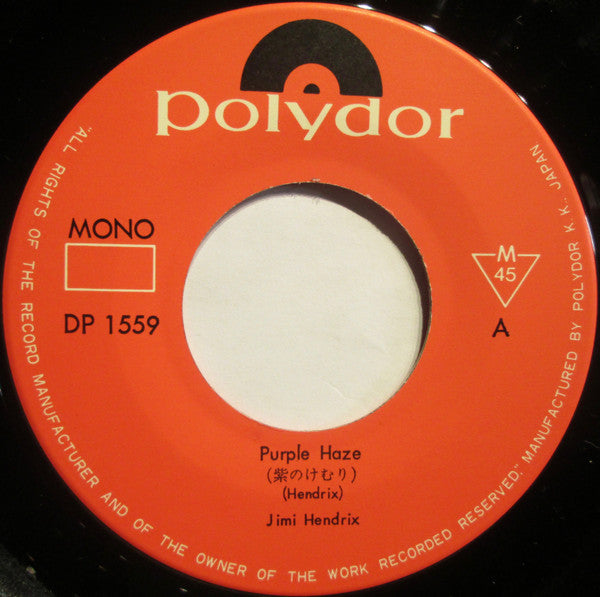 polydor
MONO
DP 1559
M
45
A
Purple Haze
(紫のけむり)
(Hendrix)
Jimi Hendrix
"ALL RIGHTS OF THE RECORD MANUFACTURER AND OF THE OWNER OF THE WORK RECORDED RESERVED." MANUFACTURED BY POLYDOR K.K. JAPAN